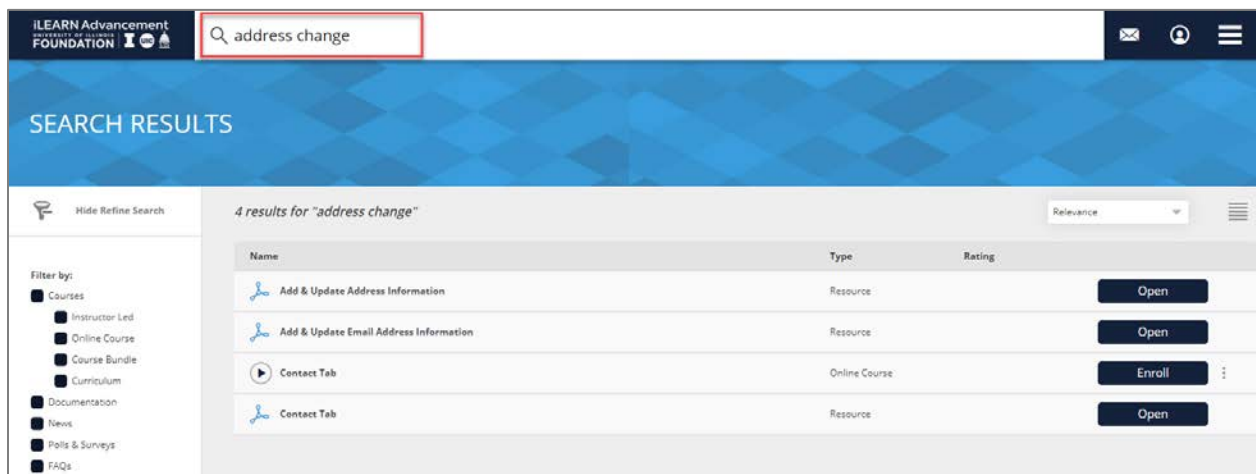 iLEARN Advancement
UNIVERSITY OF ILLINOIS
FOUNDATION I UIC
address change
SEARCH RESULTS
Hide Refine Search
4 results for "address change"
Relevance
Name Type Rating
Filter by:
Courses
Instructor Led
Online Course
Course Bundle
Curriculum
Documentation
News
Polls & Surveys
FAQs
Add & Update Address Information Resource Open
Add & Update Email Address Information Resource Open
Contact Tab Online Course Enroll
Contact Tab Resource Open